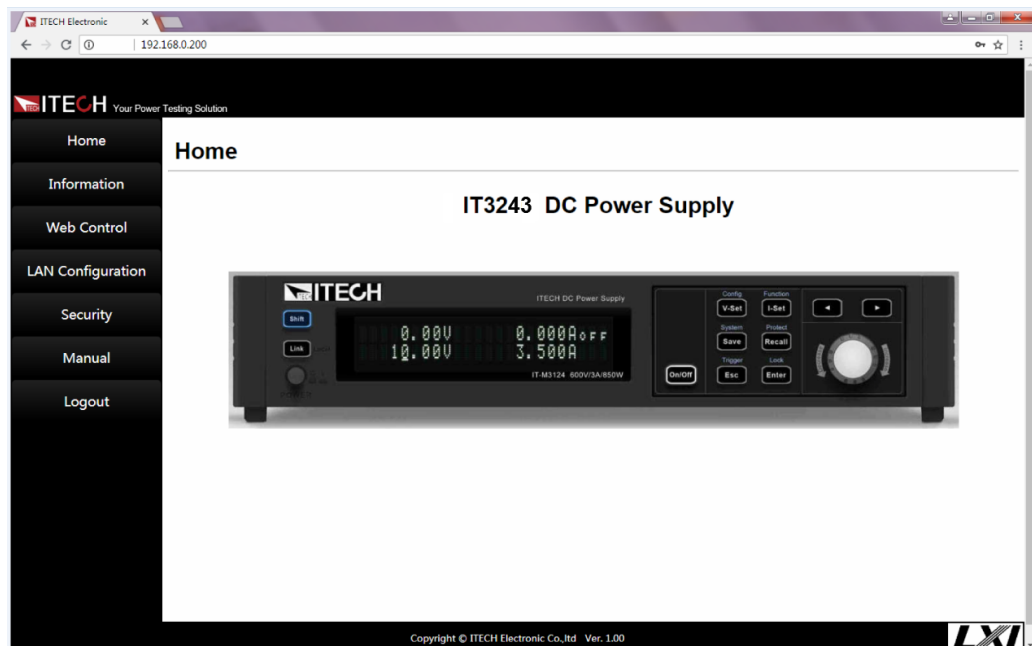 ITECH Electronic
192.168.0.200
ITECH Your Power Testing Solution
Home
Information
Web Control
LAN Configuration
Security
Manual
Logout
Home
IT3243 DC Power Supply
ITECH
ITECH DC Power Supply
Shift
Link
0.00V 0.000A OFF
10.00V 3.500A
IT-M3124 600V/3A/850W
POWER
On/Off
Config Function
V-Set I-Set
System Protect
Save Recall
Trigger Lock
Esc Enter
Copyright © ITECH Electronic Co.,ltd Ver. 1.00
LXI